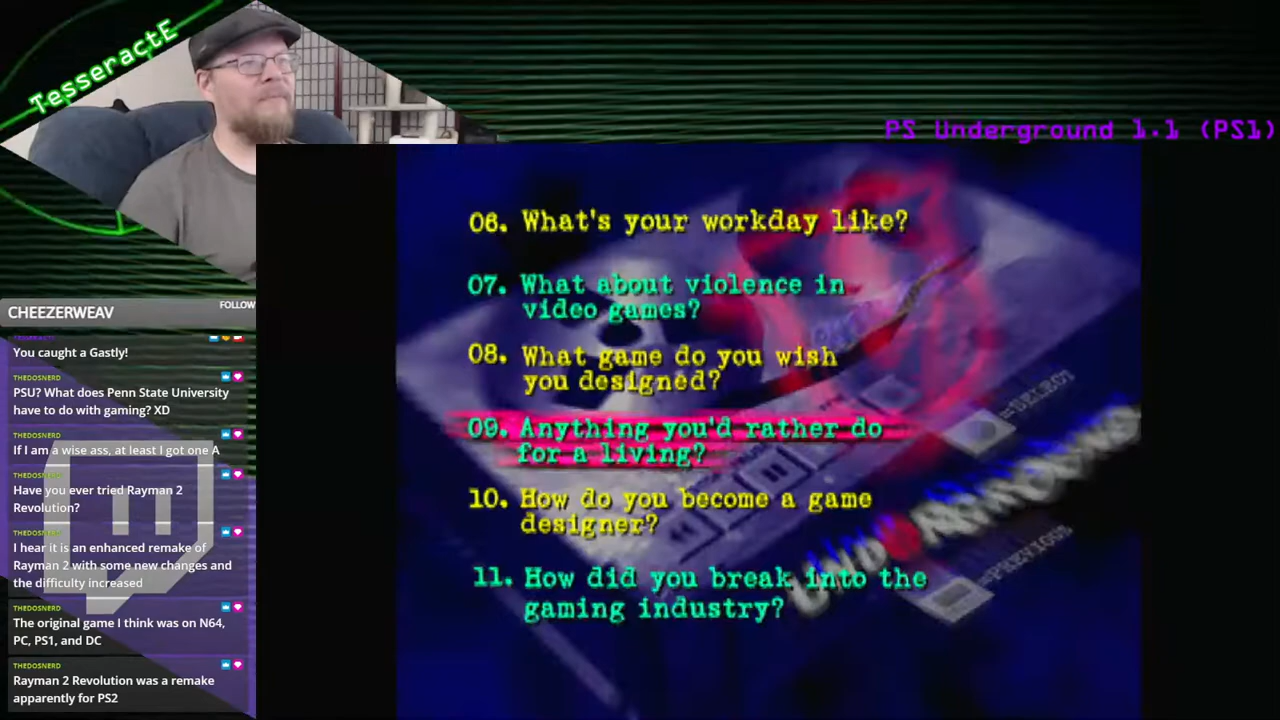 TesseractE
PS Underground 1.1 (PS1)
06. What's your workday like?
07. What about violence in
video games?
08. What game do you wish
you designed?
09. Anything you'd rather do
for a living?
10. How do you become a game
designer?
11. How did you break into the
gaming industry?
=SELECT
UNDERGROUND
=PREVIOUS
CHEEZERWEAV
FOLLOW
You caught a Gastly!
THEDOSNERD
PSU? What does Penn State University
have to do with gaming? XD
THEDOSNERD
If I am a wise ass, at least I got one A
THEDOSNERD
Have you ever tried Rayman 2
Revolution?
THEDOSNERD
I hear it is an enhanced remake of
Rayman 2 with some new changes and
the difficulty increased
THEDOSNERD
The original game I think was on N64,
PC, PS1, and DC
THEDOSNERD
Rayman 2 Revolution was a remake
apparently for PS2